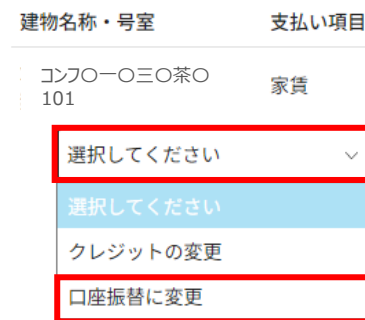 建物名称・号室 支払い項目
コンフ〇一〇三〇茶〇 家賃
101
選択してください
選択してください
クレジットの変更
口座振替に変更